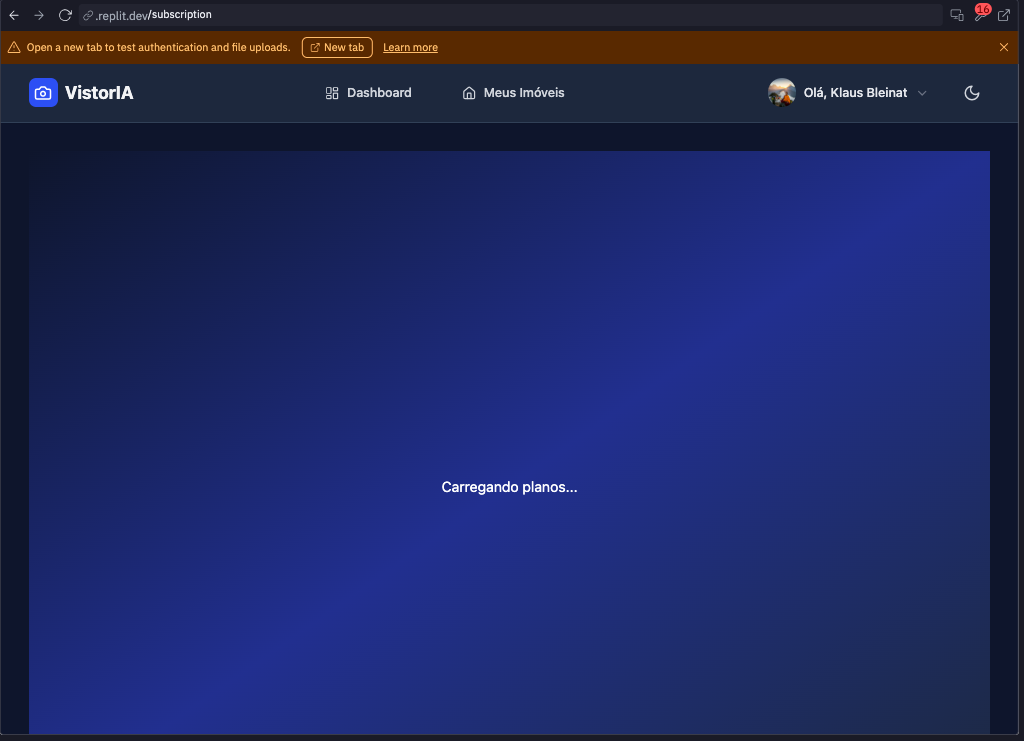 .replit.dev/subscription
16
Open a new tab to test authentication and file uploads. New tab Learn more
VistorIA Dashboard Meus Imóveis Olá, Klaus Bleinat
Carregando planos...